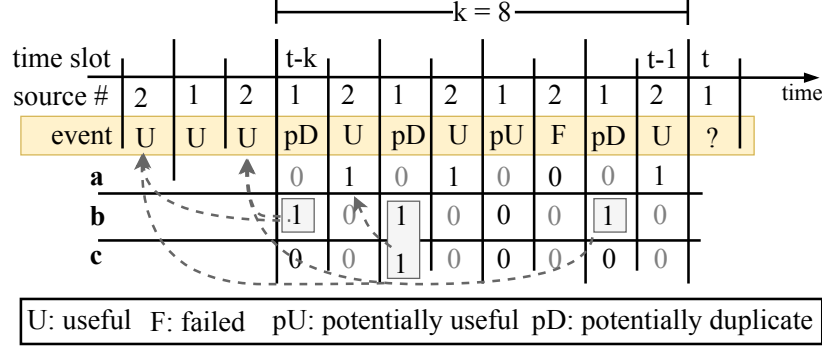 k = 8
time slot t-k t-1 t
time
source # 2 1 2 1 2 1 2 1 2 1 2 1
event U U U pD U pD U pU F pD U ?
a 0 1 0 1 0 0 0 1
b 1 0 1 0 0 0 1 0
c 0 0 1 0 0 0 0 0
U: useful F: failed pU: potentially useful pD: potentially duplicate